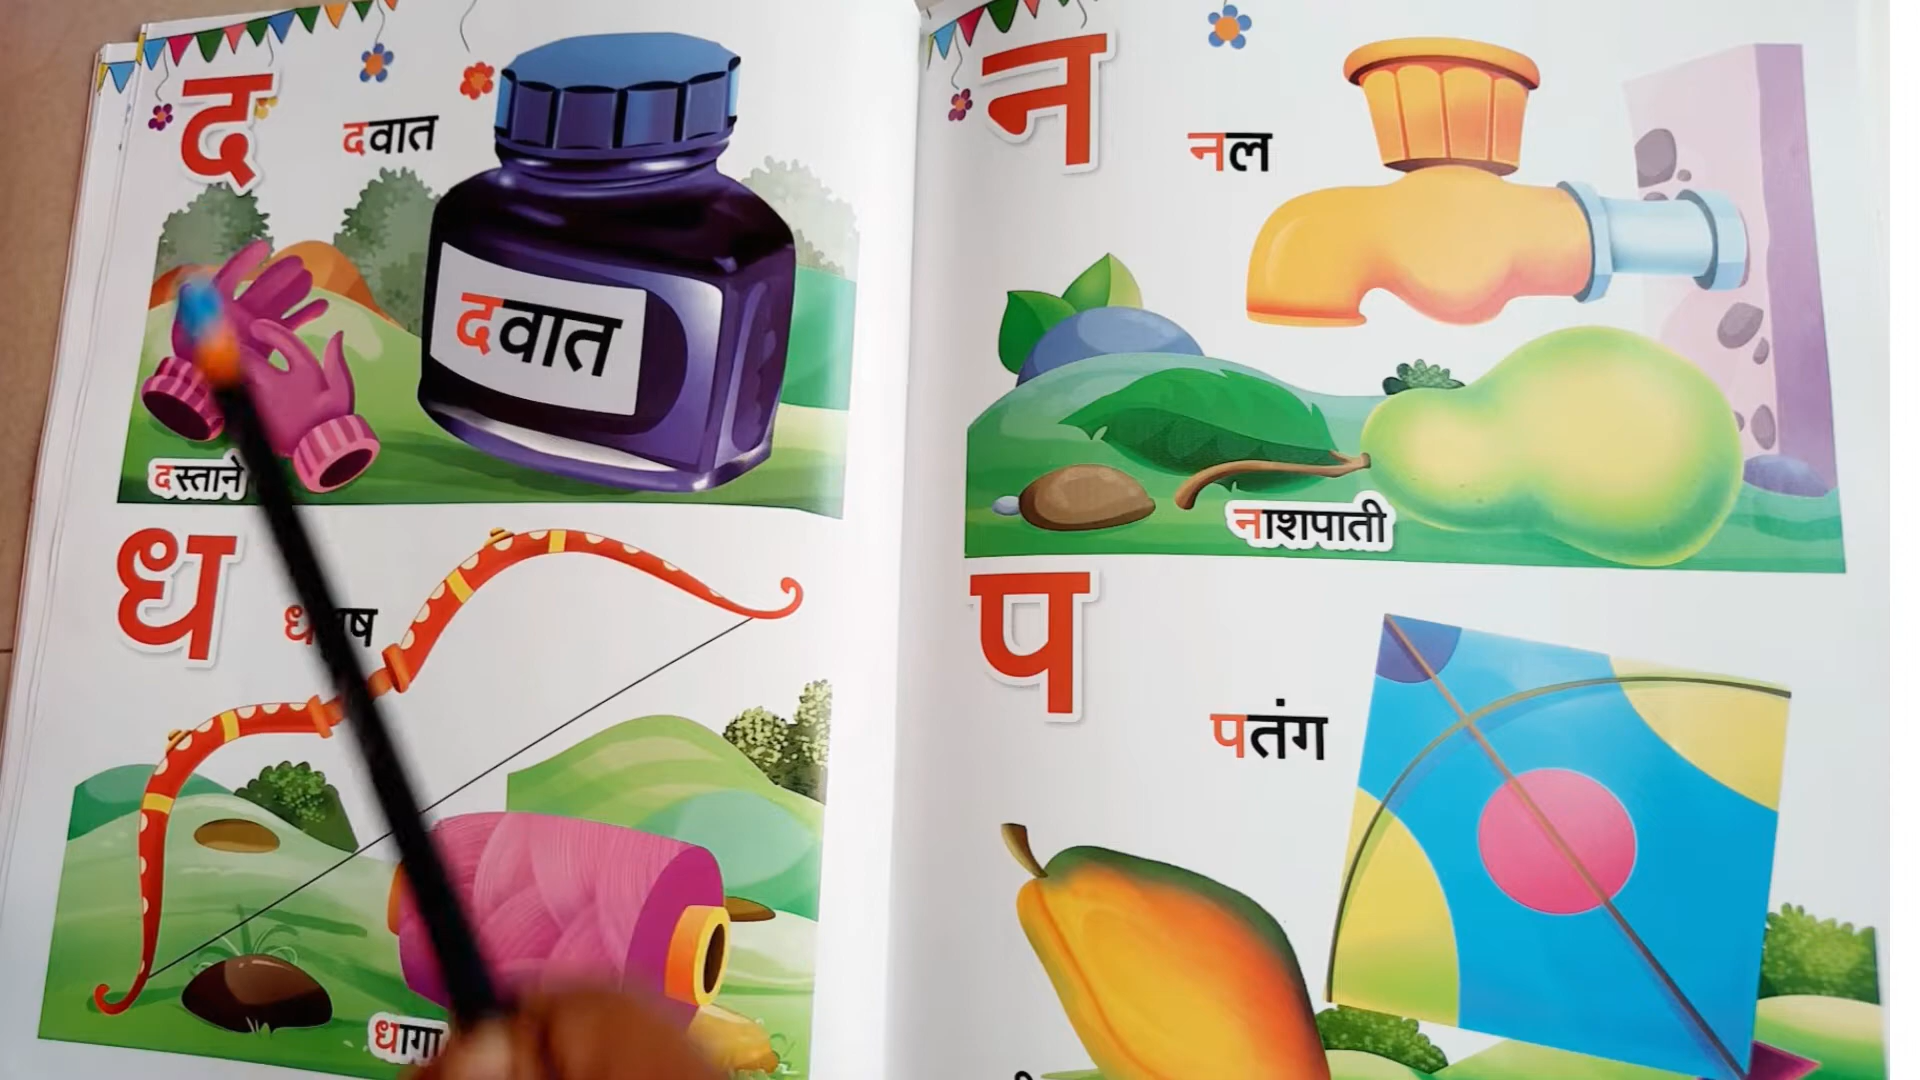 द
दवात
दवात
दस्ताने
ध
धागा
न
नल
नाशपाती
प
पतंग